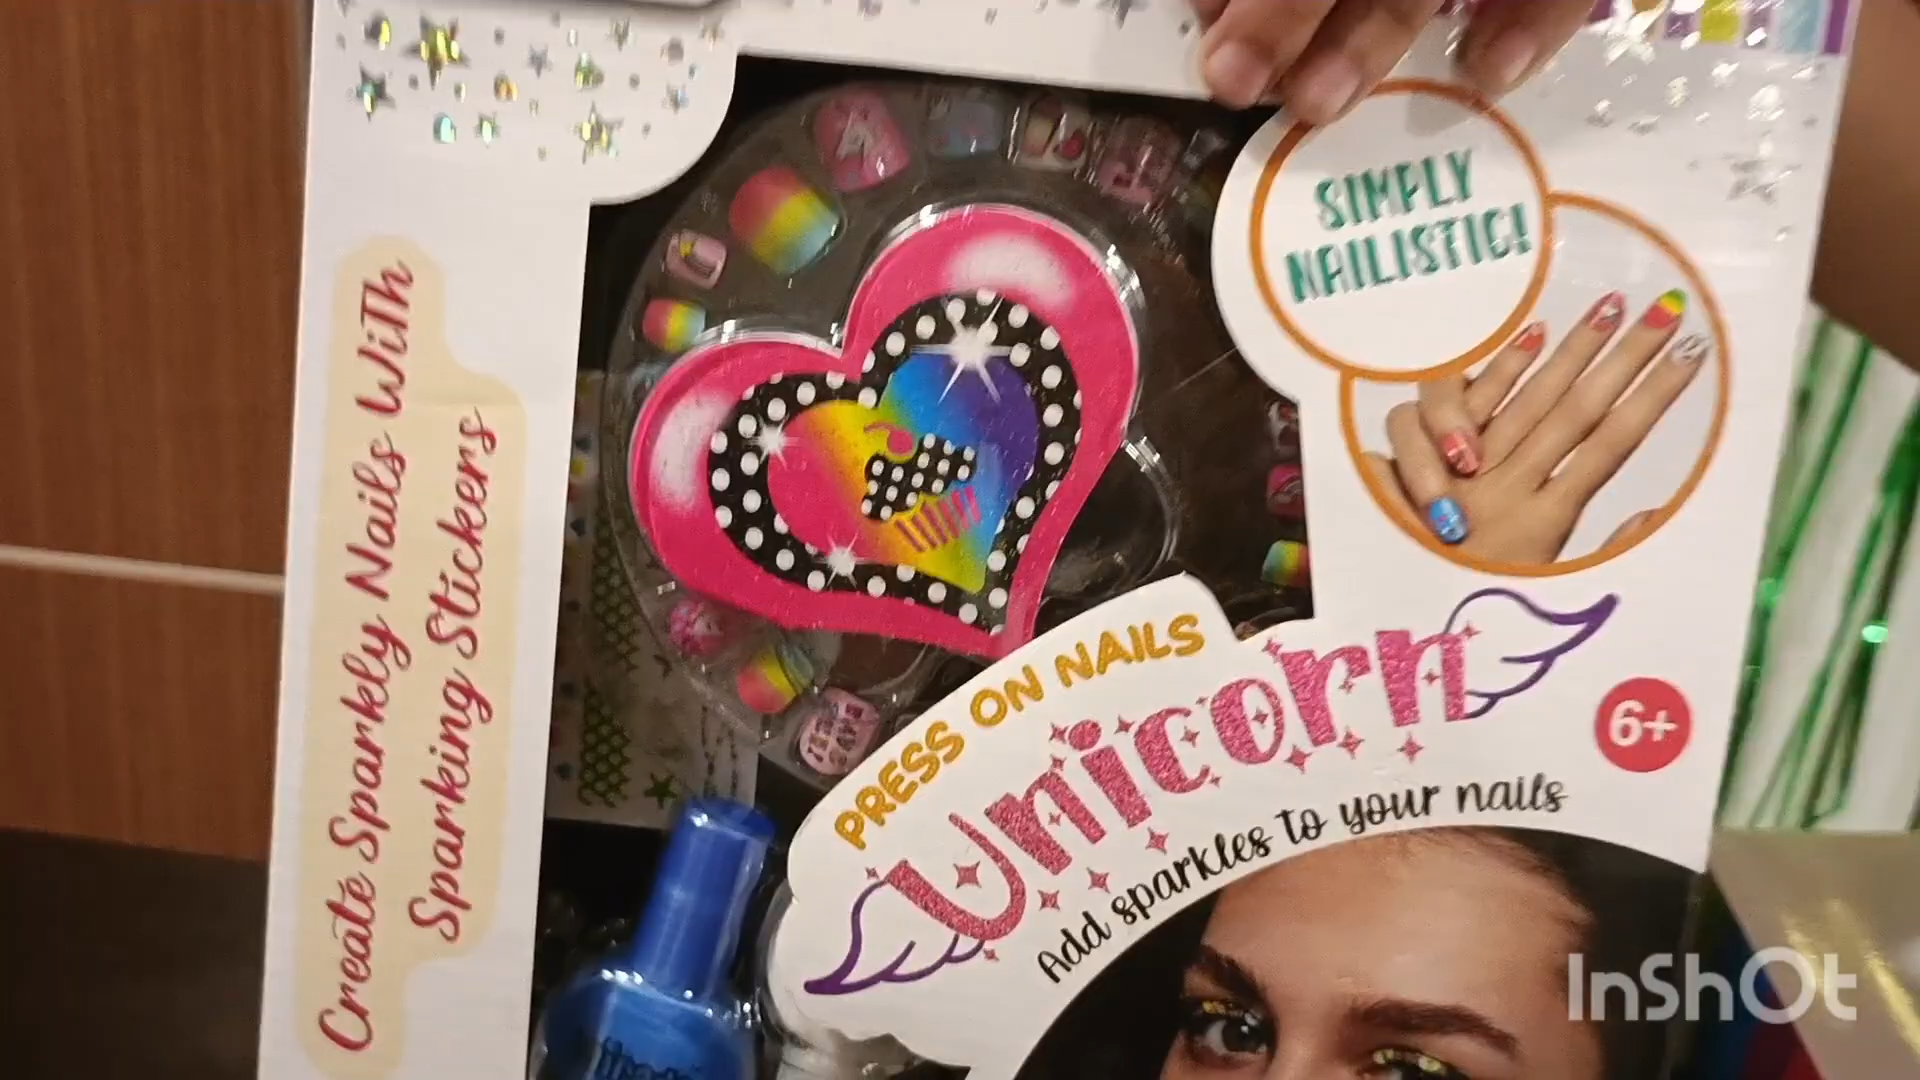 SIMPLY
NAILISTIC!
Create Sparkly Nails With
Sparking Stickers
PRESS ON NAILS
Unicorn
Add sparkles to your nails
6+
InShOt